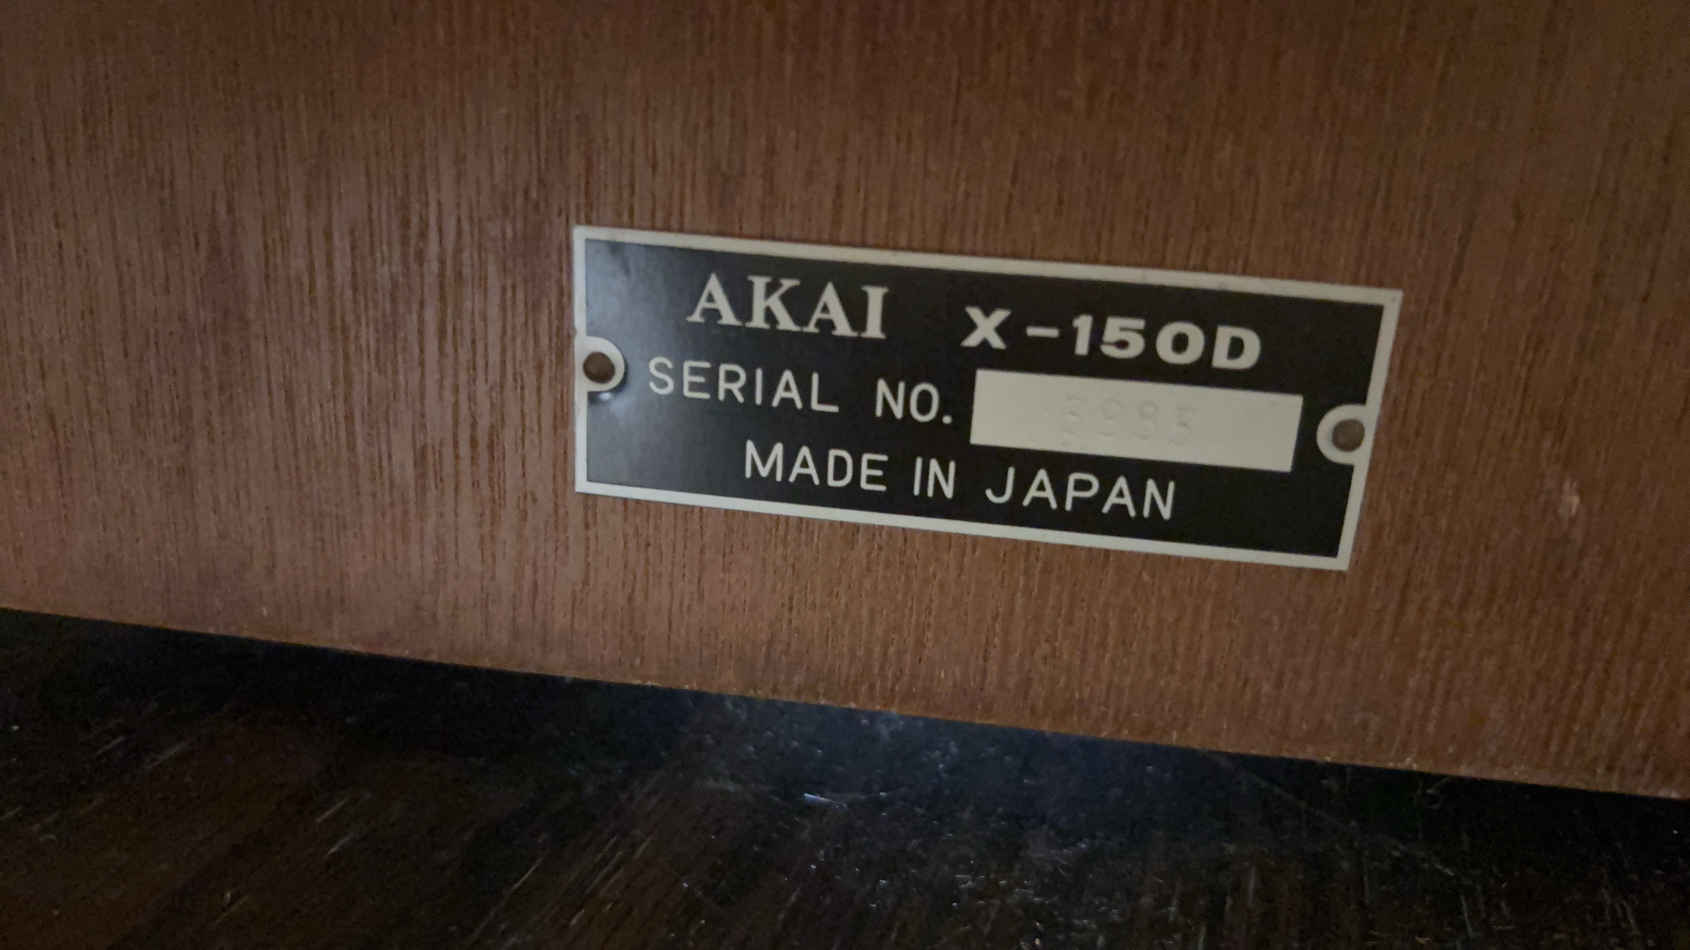 AKAI X-150D
SERIAL NO.
MADE IN JAPAN